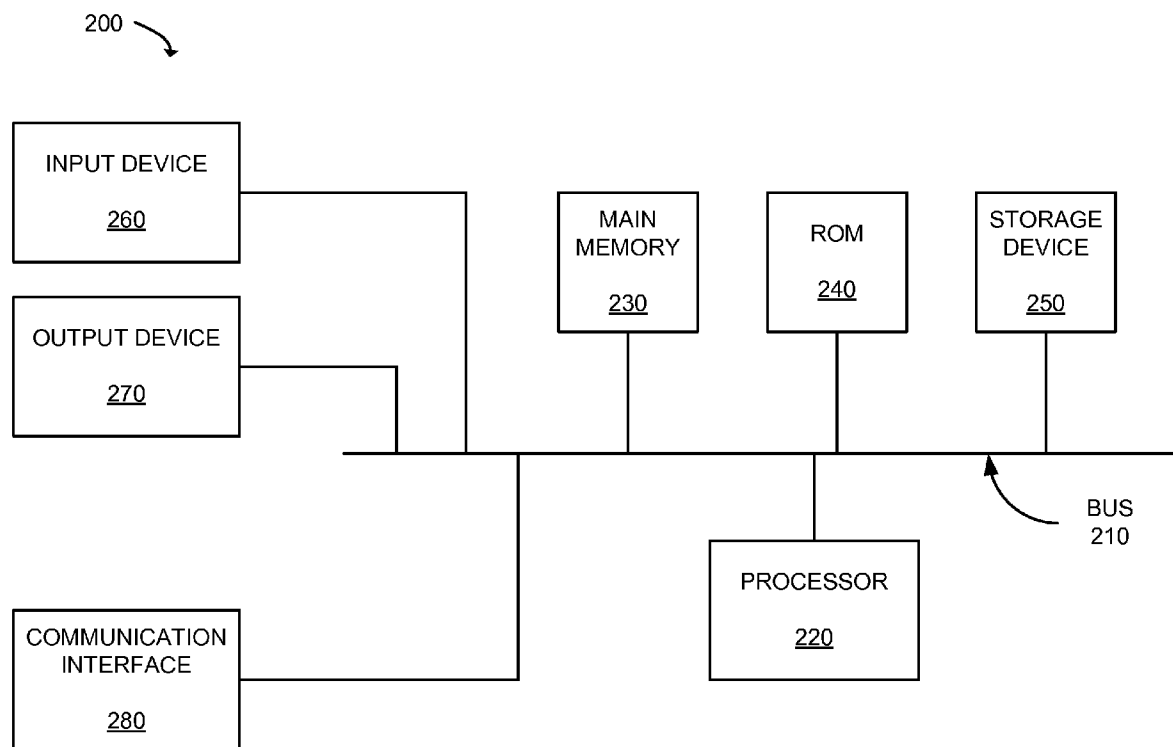 200
INPUT DEVICE
260
OUTPUT DEVICE
270
COMMUNICATION
INTERFACE
280
MAIN
MEMORY
230
ROM
240
STORAGE
DEVICE
250
PROCESSOR
220
BUS
210